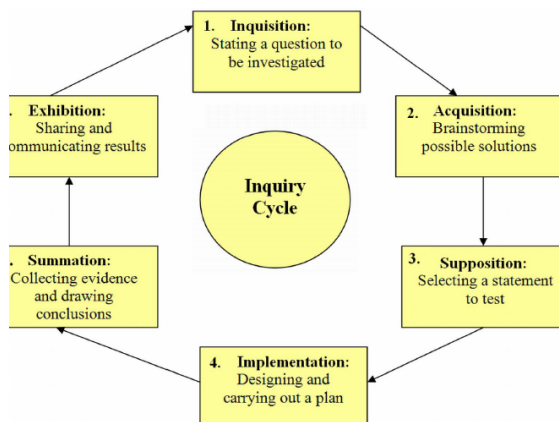 1. Inquisition:
Stating a question to
be investigated
2. Acquisition:
Brainstorming
possible solutions
3. Supposition:
Selecting a statement
to test
4. Implementation:
Designing and
carrying out a plan
. Summation:
Collecting evidence
and drawing
conclusions
. Exhibition:
Sharing and
ommunicating results
Inquiry
Cycle